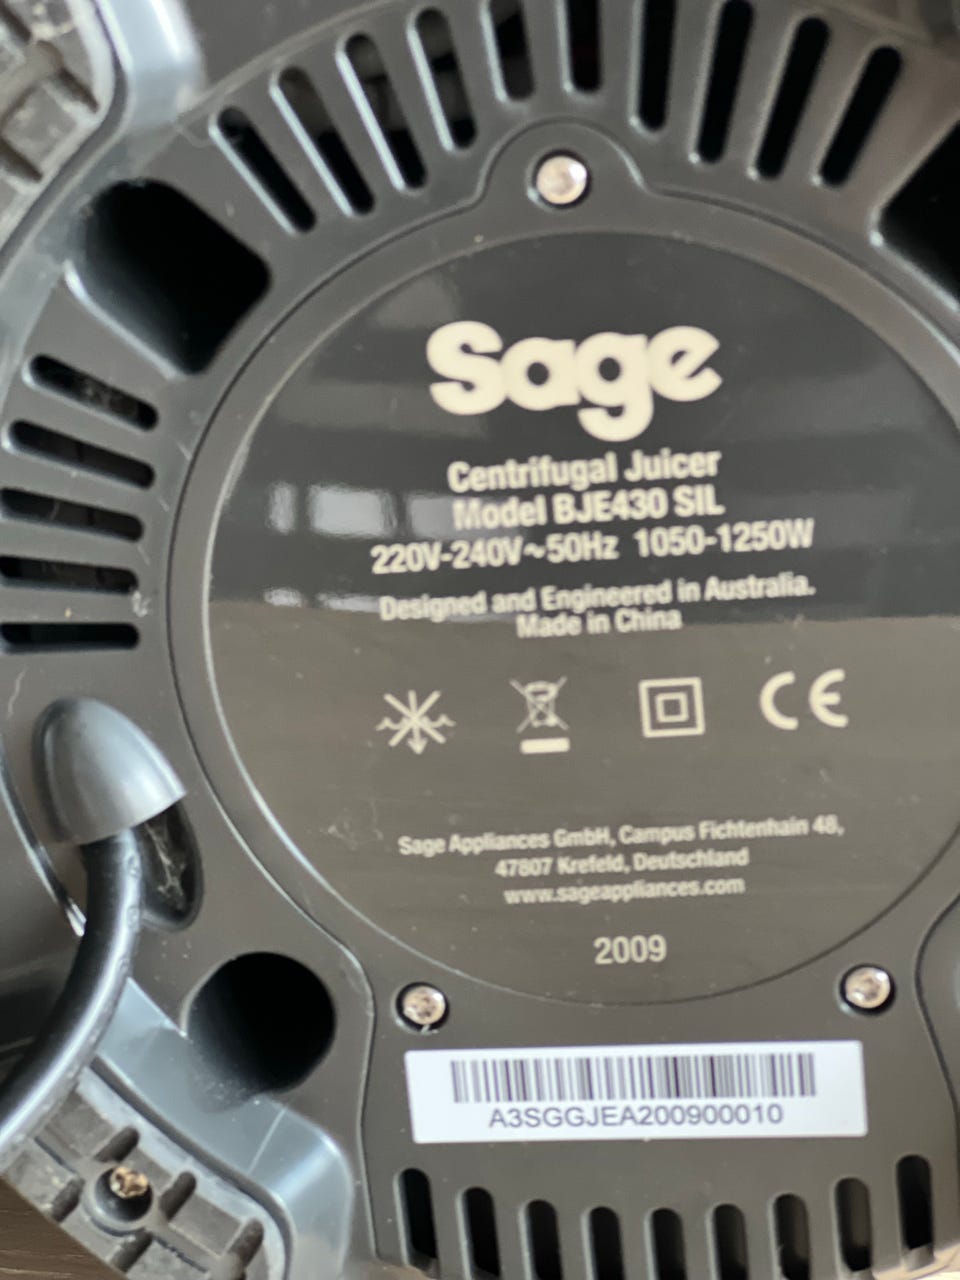 Sage
Centrifugal Juicer
Model BJE430 SIL
220V-240V~50Hz 1050-1250W
Designed and Engineered in Australia.
Made in China
CE
Sage Appliances GmbH, Campus Fichtenhain 48,
47807 Krefeld, Deutschland
www.sageappliances.com
2009
A3SGGJEA200900010